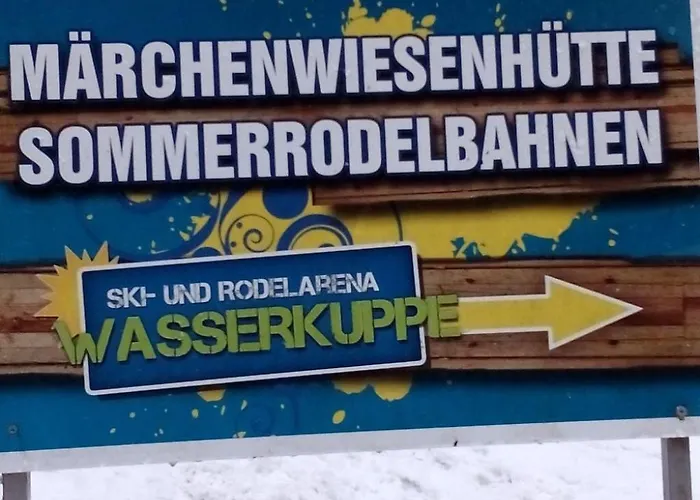 MÄRCHENWIESENHÜTTE
SOMMERRODELBAHNEN
SKI- UND RODELARENA
WASSERKUPPE